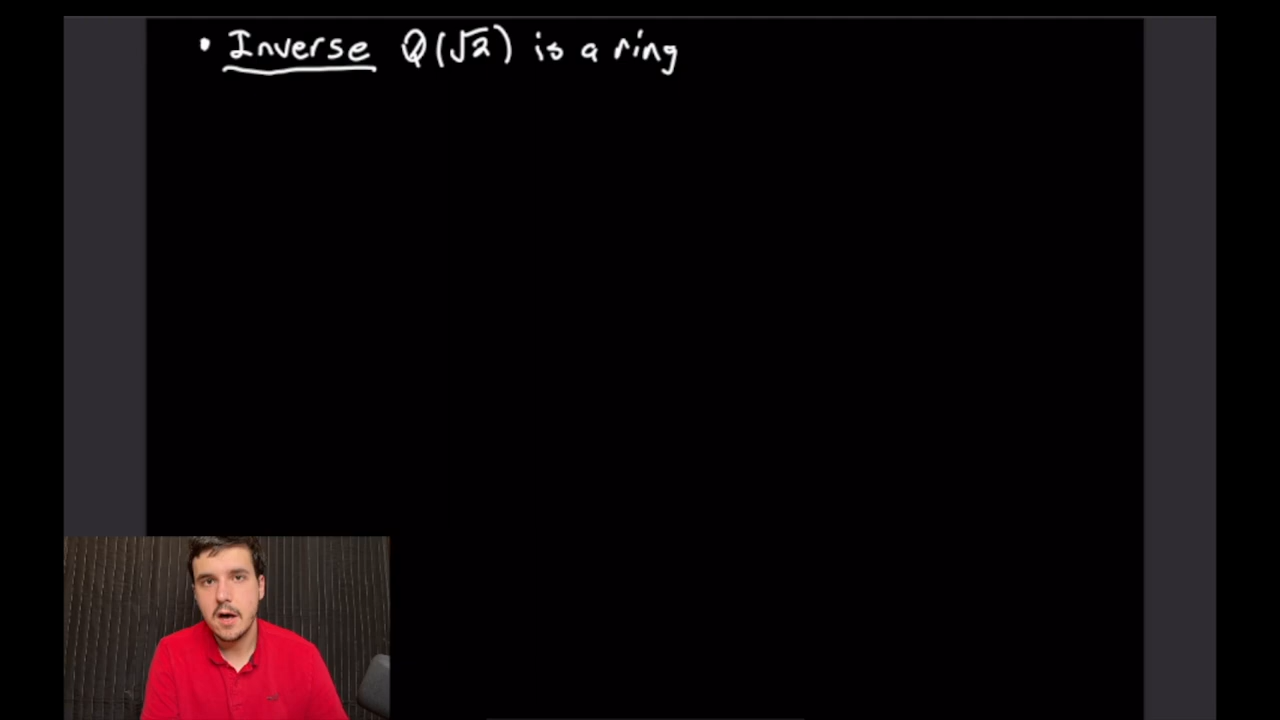 • Inverse Q(√2) is a ring